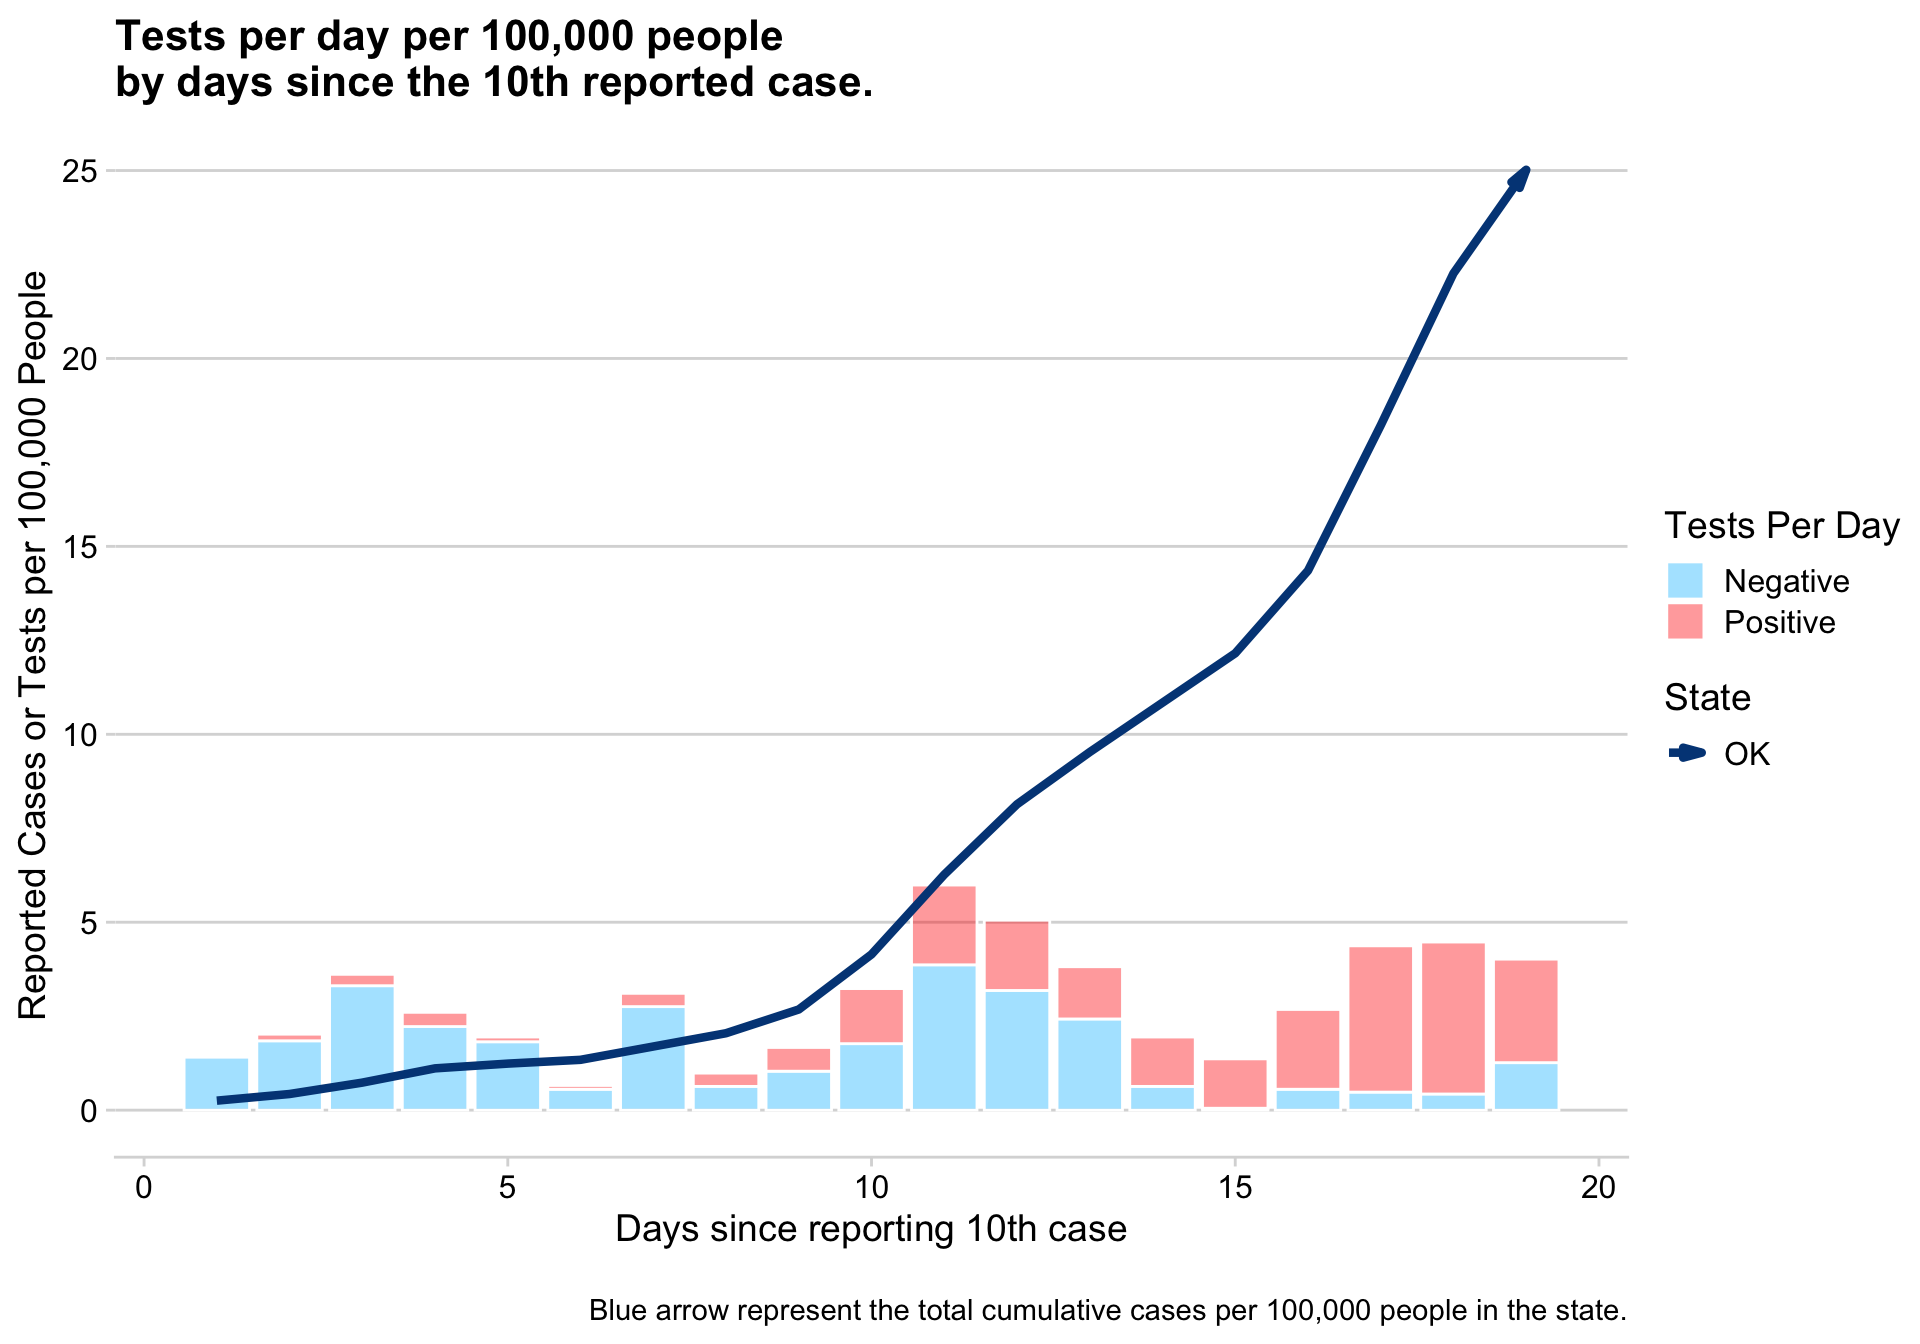 Tests per day per 100,000 people
by days since the 10th reported case.
Reported Cases or Tests per 100,000 People
25
20
15
10
5
0
0 5 10 15 20
Days since reporting 10th case
Tests Per Day
Negative
Positive
State
OK
Blue arrow represent the total cumulative cases per 100,000 people in the state.